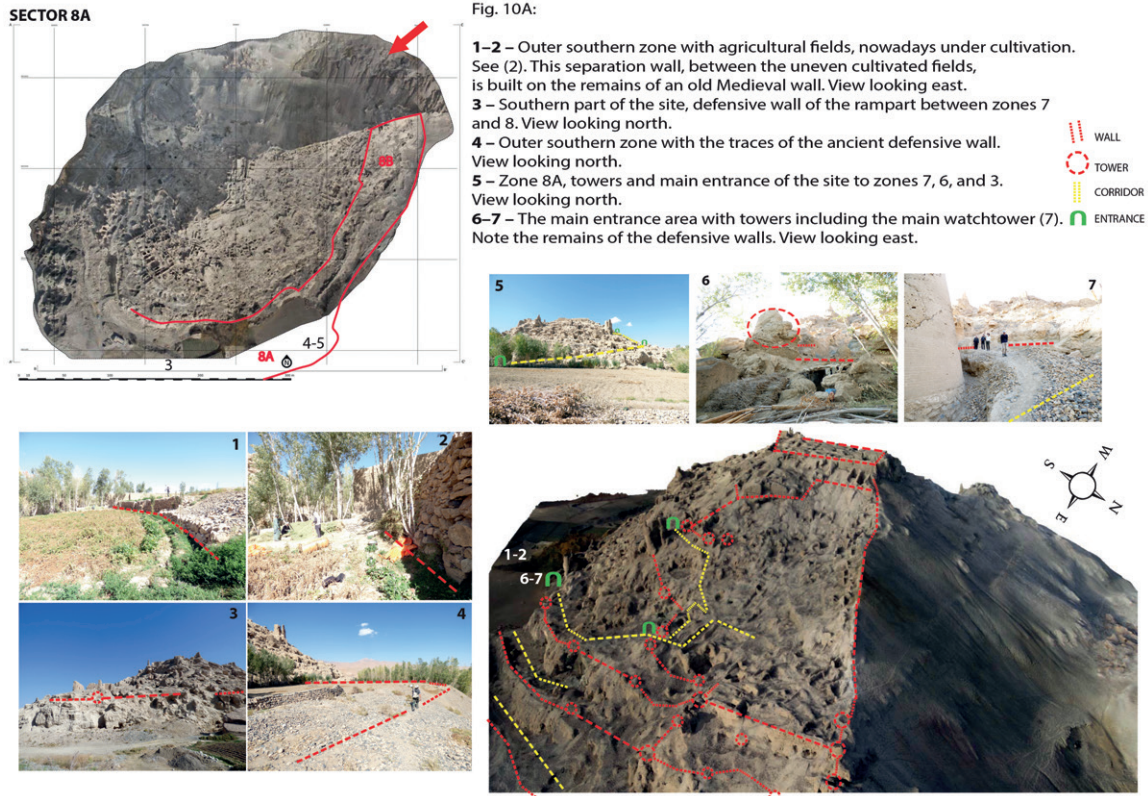 SECTOR 8A
8B
8A
4-5
3
Fig. 10A:
1–2 – Outer southern zone with agricultural fields, nowadays under cultivation.
See (2). This separation wall, between the uneven cultivated fields,
is built on the remains of an old Medieval wall. View looking east.
3 – Southern part of the site, defensive wall of the rampart between zones 7
and 8. View looking north.
4 – Outer southern zone with the traces of the ancient defensive wall.
View looking north.
5 – Zone 8A, towers and main entrance of the site to zones 7, 6, and 3.
View looking north.
6–7 – The main entrance area with towers including the main watchtower (7).
Note the remains of the defensive walls. View looking east.
WALL
TOWER
CORRIDOR
ENTRANCE
5
6
7
1
2
3
4
1-2
6-7
W
S
N
E